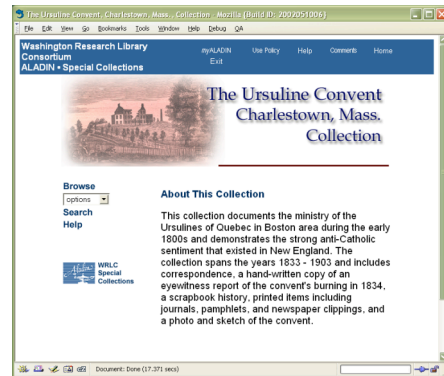 The Ursuline Convent, Charlestown, Mass., Collection - Mozilla {Build ID: 2002051006}
File Edit View Go Bookmarks Tools Window Help Debug QA
Washington Research Library
Consortium
ALADIN • Special Collections
myALADIN Use Policy Help Comments Home
Exit
The Ursuline Convent
Charlestown, Mass.
Collection
Browse
options
Search
Help
WRLC
Special
Collections
About This Collection
This collection documents the ministry of the
Ursulines of Quebec in Boston area during the early
1800s and demonstrates the strong anti-Catholic
sentiment that existed in New England. The
collection spans the years 1833 - 1903 and includes
correspondence, a hand-written copy of an
eyewitness report of the convent's burning in 1834,
a scrapbook history, printed items including
journals, pamphlets, and newspaper clippings, and
a photo and sketch of the convent.
Document: Done (17.371 secs)